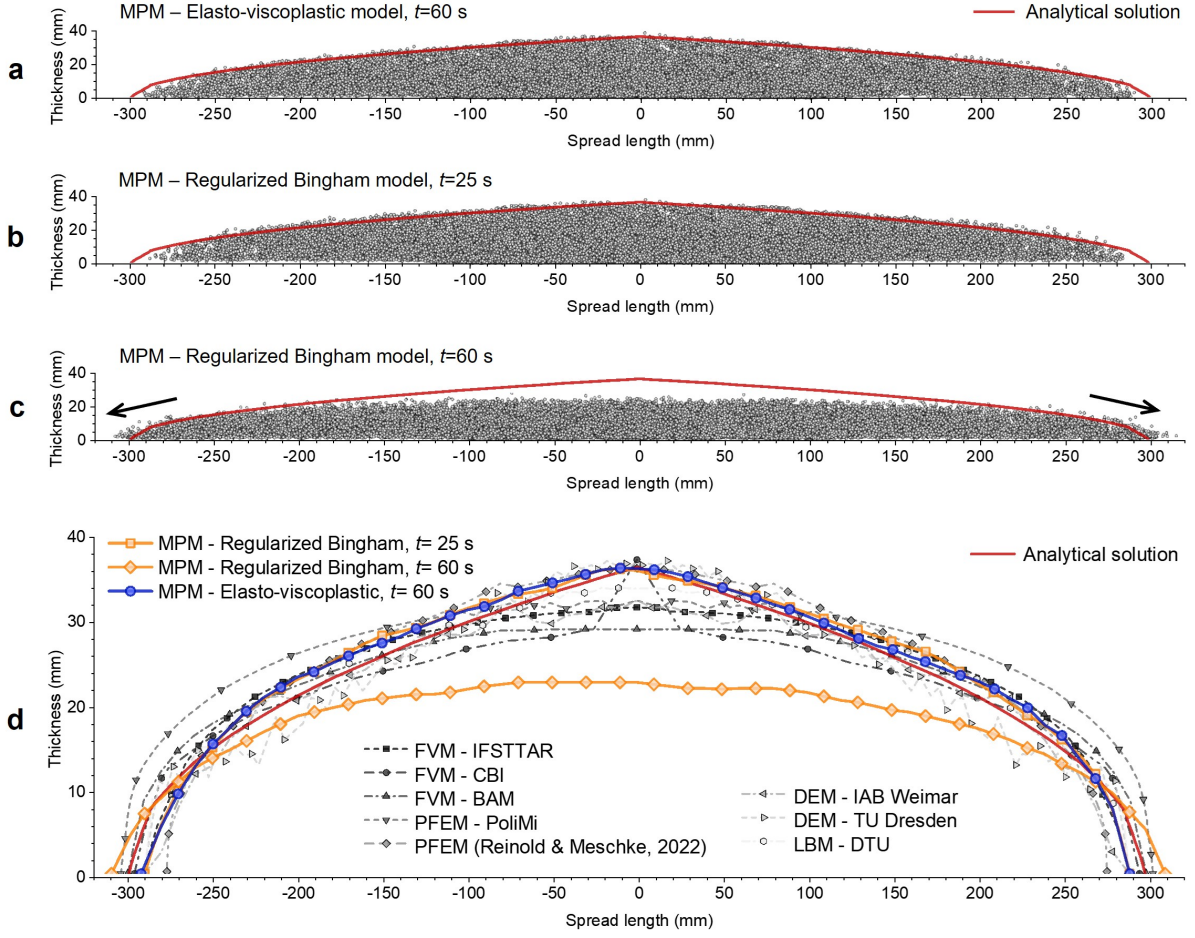 MPM – Elasto-viscoplastic model, t=60 s
Analytical solution
a
Thickness (mm)
40
20
0
-300 -250 -200 -150 -100 -50 0 50 100 150 200 250 300
Spread length (mm)
MPM – Regularized Bingham model, t=25 s
b
Thickness (mm)
40
20
0
-300 -250 -200 -150 -100 -50 0 50 100 150 200 250 300
Spread length (mm)
MPM – Regularized Bingham model, t=60 s
c
Thickness (mm)
40
20
0
-300 -250 -200 -150 -100 -50 0 50 100 150 200 250 300
Spread length (mm)
d
Thickness (mm)
40
30
20
10
0
MPM - Regularized Bingham, t= 25 s
MPM - Regularized Bingham, t= 60 s
MPM - Elasto-viscoplastic, t= 60 s
Analytical solution
FVM - IFSTTAR
FVM - CBI
FVM - BAM
PFEM - PoliMi
PFEM (Reinold & Meschke, 2022)
DEM - IAB Weimar
DEM - TU Dresden
LBM - DTU
-300 -250 -200 -150 -100 -50 0 50 100 150 200 250 300
Spread length (mm)